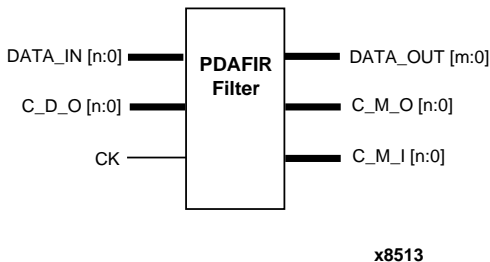 DATA_IN [n:0]
C_D_O [n:0]
CK
PDAFIR
Filter
DATA_OUT [m:0]
C_M_O [n:0]
C_M_I [n:0]
x8513